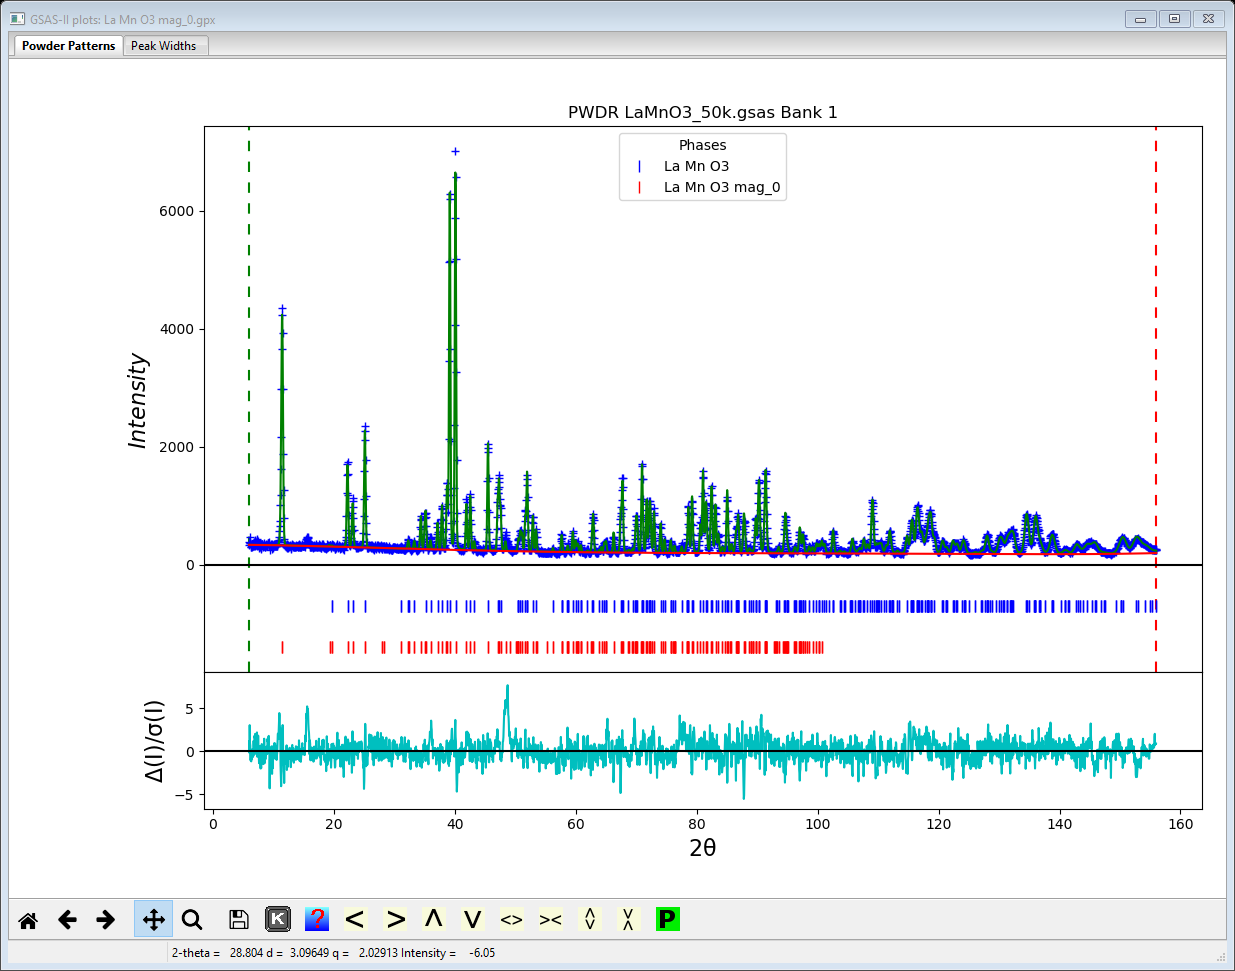 GSAS-II plots: La Mn O3 mag_0.gpx
Powder Patterns Peak Widths
PWDR LaMnO3_50k.gsas Bank 1
Phases
La Mn O3
La Mn O3 mag_0
Intensity
6000
4000
2000
0
Δ(I)/σ(I)
5
0
−5
0 20 40 60 80 100 120 140 160
2θ
K ? < > Λ V <> >< P
2-theta = 28.804 d = 3.09649 q = 2.02913 Intensity = -6.05